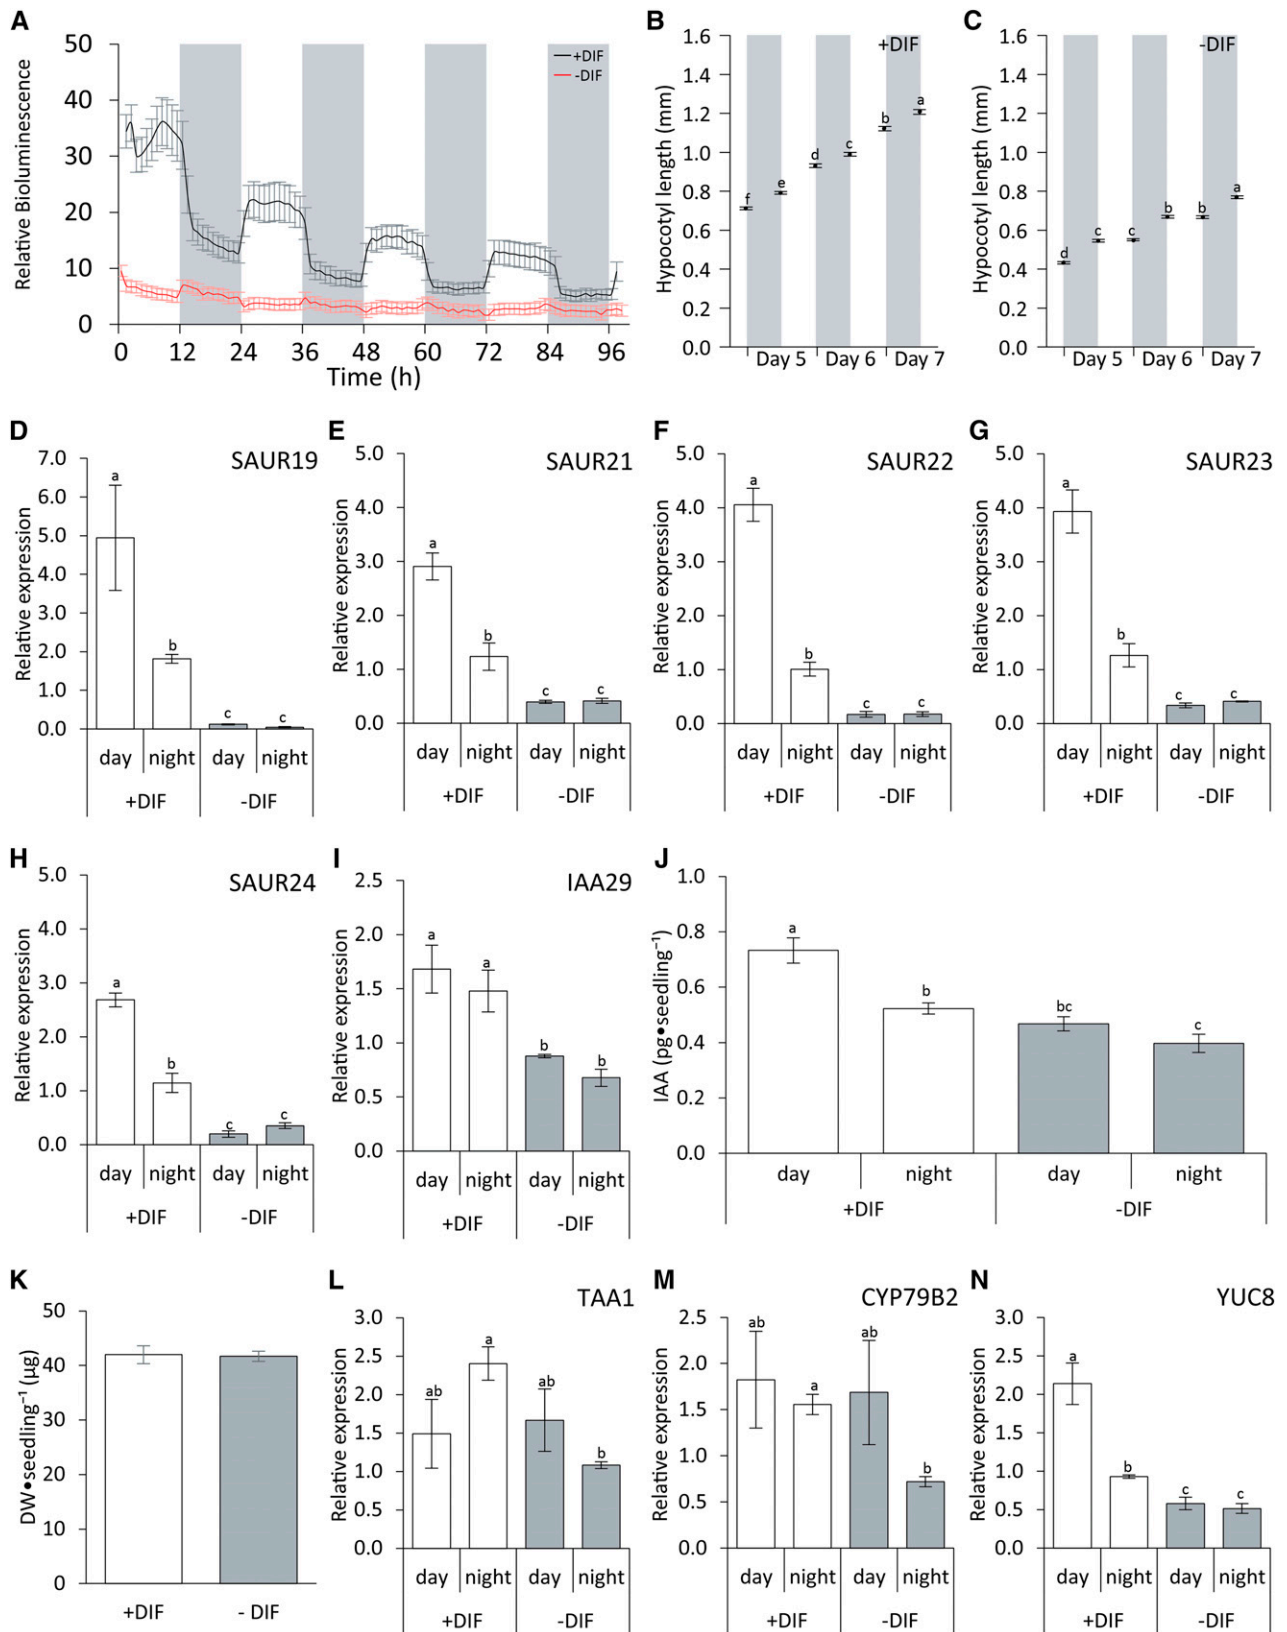 A
50
40
30
20
10
0
Relative Bioluminescence
+DIF
-DIF
0 12 24 36 48 60 72 84 96
Time (h)
B
1.6
1.4
1.2
1.0
0.8
0.6
0.4
0.2
0.0
Hypocotyl length (mm)
+DIF
f e d c b a
Day 5 Day 6 Day 7
C
1.6
1.4
1.2
1.0
0.8
0.6
0.4
0.2
0.0
Hypocotyl length (mm)
-DIF
d c c b b a
Day 5 Day 6 Day 7
D
SAUR19
7.0
6.0
5.0
4.0
3.0
2.0
1.0
0.0
Relative expression
a b c c
day night day night
+DIF -DIF
E
SAUR21
5.0
4.0
3.0
2.0
1.0
0.0
Relative expression
a b c c
day night day night
+DIF -DIF
F
SAUR22
5.0
4.0
3.0
2.0
1.0
0.0
Relative expression
a b c c
day night day night
+DIF -DIF
G
SAUR23
5.0
4.0
3.0
2.0
1.0
0.0
Relative expression
a b c c
day night day night
+DIF -DIF
H
SAUR24
5.0
4.0
3.0
2.0
1.0
0.0
Relative expression
a b c c
day night day night
+DIF -DIF
I
IAA29
2.5
2.0
1.5
1.0
0.5
0.0
Relative expression
a a b b
day night day night
+DIF -DIF
J
1.0
0.8
0.6
0.4
0.2
0.0
IAA (pg•seedling⁻¹)
a b bc c
day night day night
+DIF -DIF
K
50
40
30
20
10
0
DW•seedling⁻¹ (µg)
+DIF - DIF
L
TAA1
3.0
2.5
2.0
1.5
1.0
0.5
0.0
Relative expression
ab a ab b
day night day night
+DIF -DIF
M
CYP79B2
2.5
2.0
1.5
1.0
0.5
0.0
Relative expression
ab a ab b
day night day night
+DIF -DIF
N
YUC8
3.0
2.5
2.0
1.5
1.0
0.5
0.0
Relative expression
a b c c
day night day night
+DIF -DIF